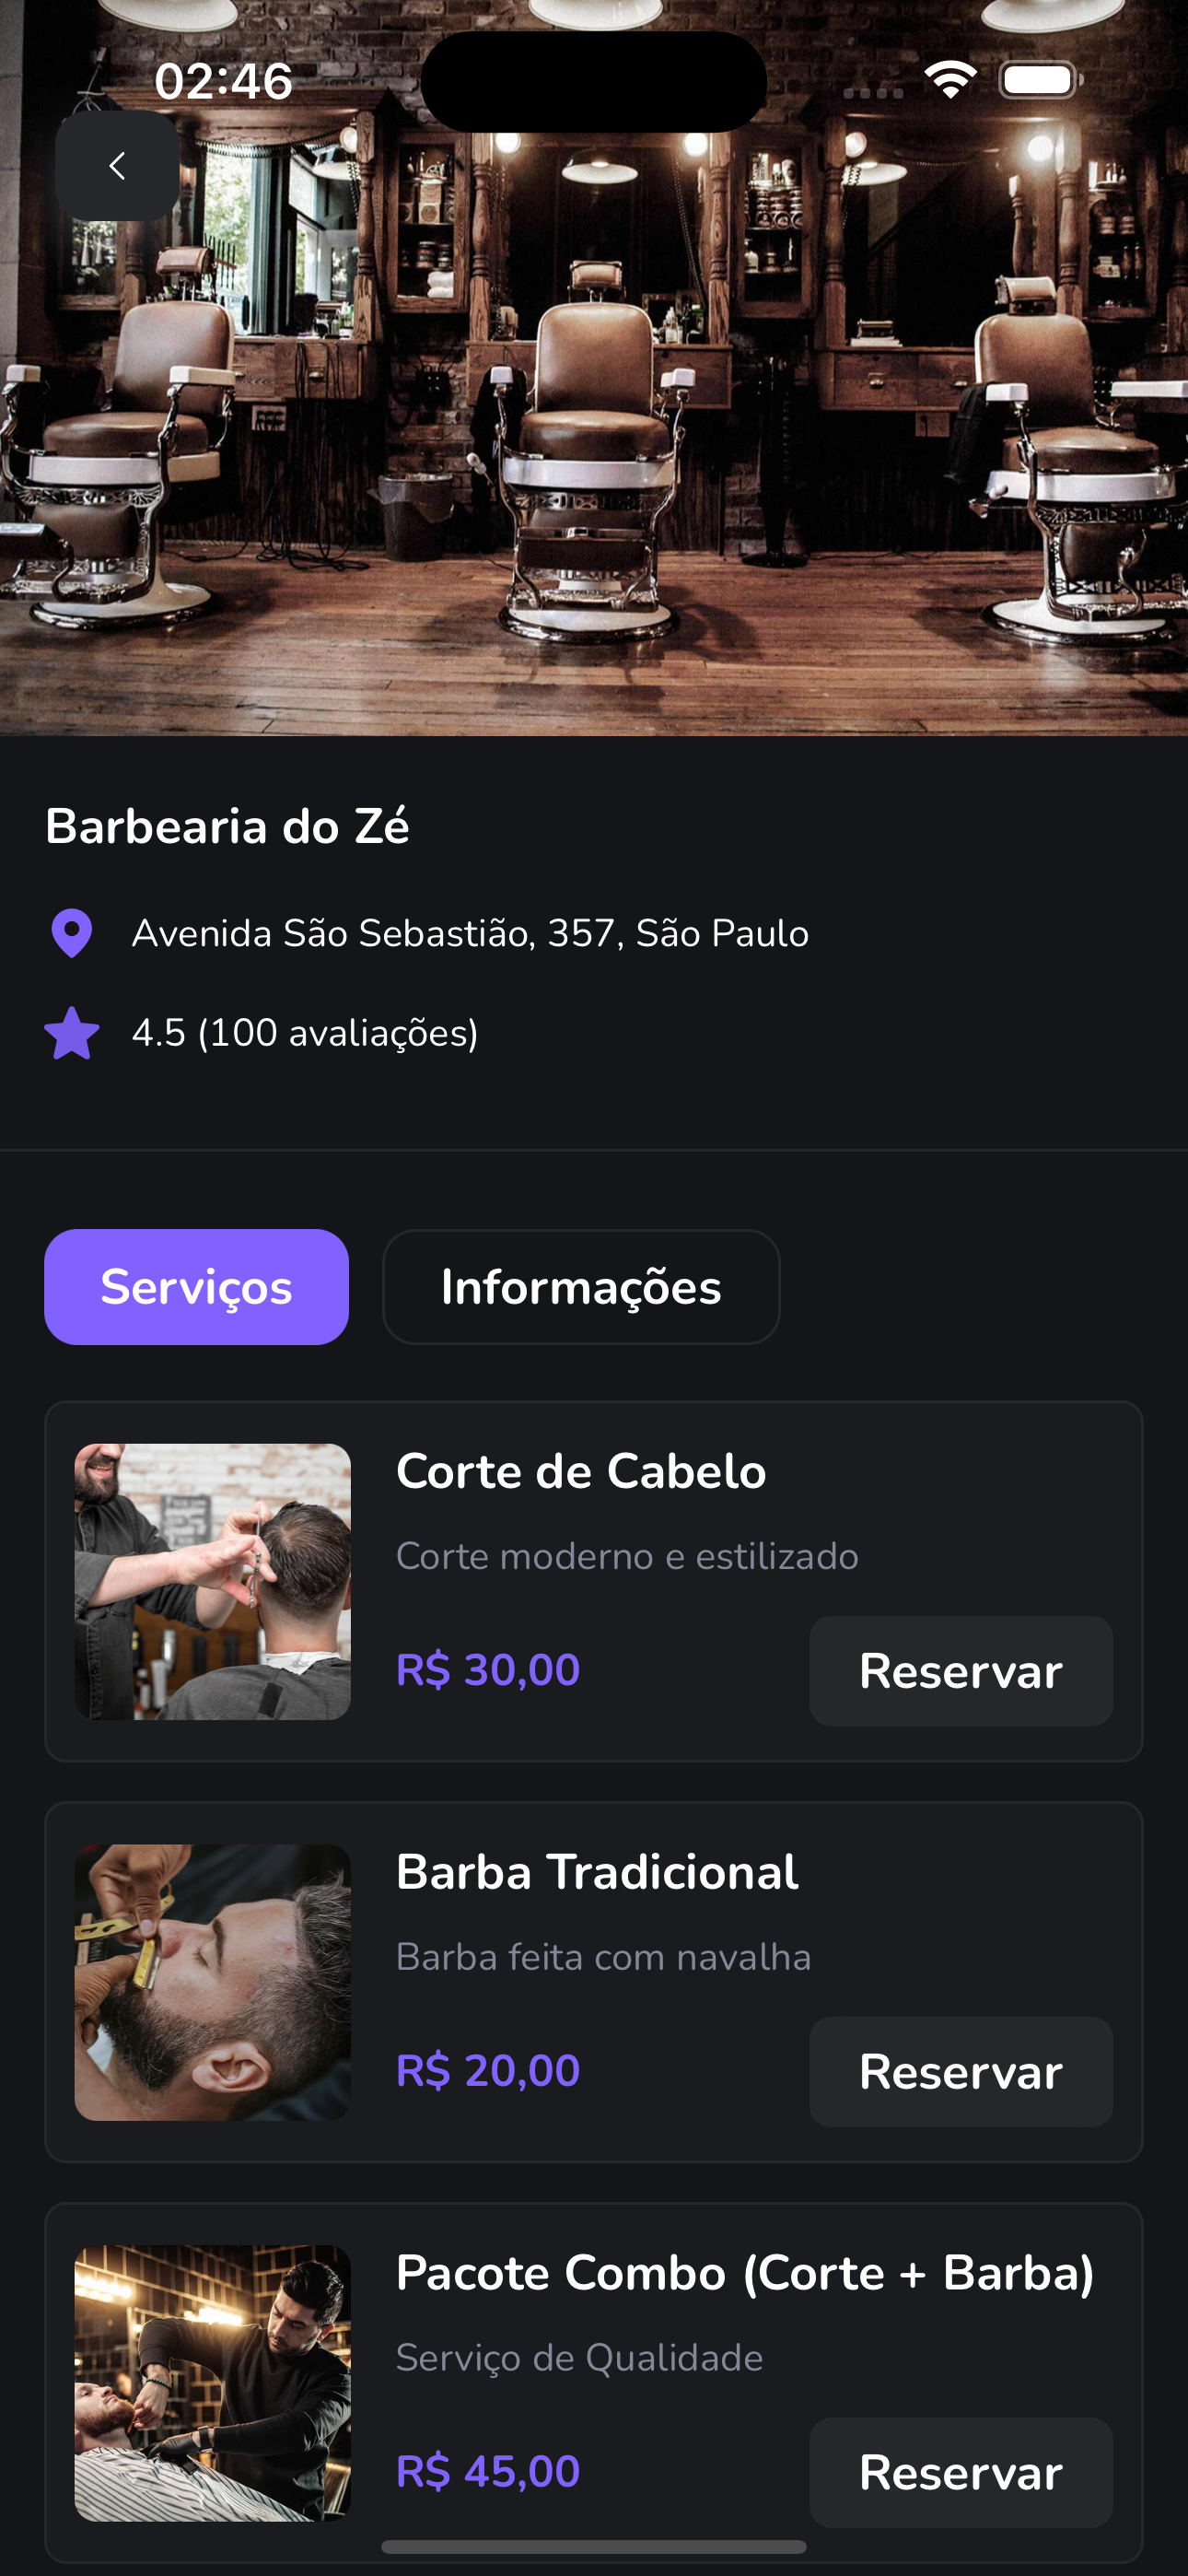 02:46
Barbearia do Zé
Avenida São Sebastião, 357, São Paulo
4.5 (100 avaliações)
Serviços
Informações
Corte de Cabelo
Corte moderno e estilizado
R$ 30,00
Reservar
Barba Tradicional
Barba feita com navalha
R$ 20,00
Reservar
Pacote Combo (Corte + Barba)
Serviço de Qualidade
R$ 45,00
Reservar